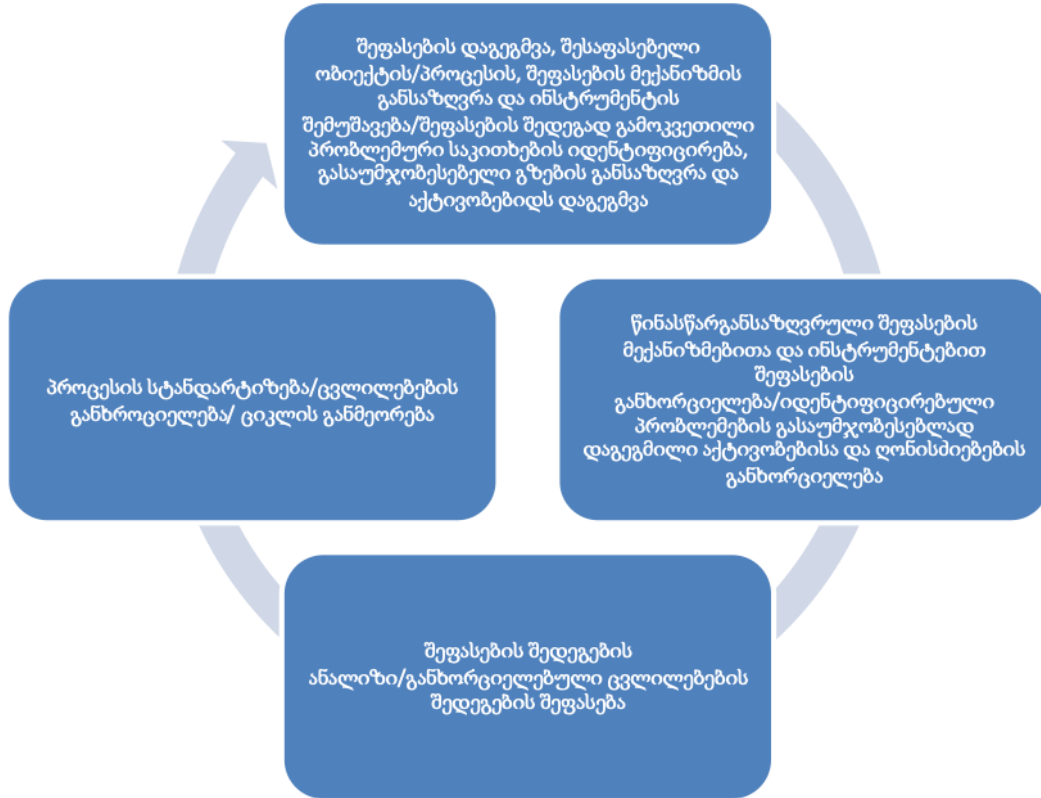 შეფასების დაგეგმვა, შესაფასებელი
ობიექტის/პროცესის, შეფასების მექანიზმის
განსაზღვრა და ინსტრუმენტის
შემუშავება/შეფასების შედეგად გამოკვეთილი
პრობლემური საკითხების იდენტიფიცირება,
გასაუმჯობესებელი გზების განსაზღვრა და
აქტივობებიდს დაგეგმვა
წინასწარგანსაზღვრული შეფასების
მექანიზმებითა და ინსტრუმენტებით
შეფასების
განხორციელება/იდენტიფიცირებული
პრობლემების გასაუმჯობესებლად
დაგეგმილი აქტივობებისა და ღონისძიებების
განხორციელება
შეფასების შედეგების
ანალიზი/განხორციელებული ცვლილებების
შედეგების შეფასება
პროცესის სტანდარტიზება/ცვლილებების
განხროციელება/ ციკლის განმეორება